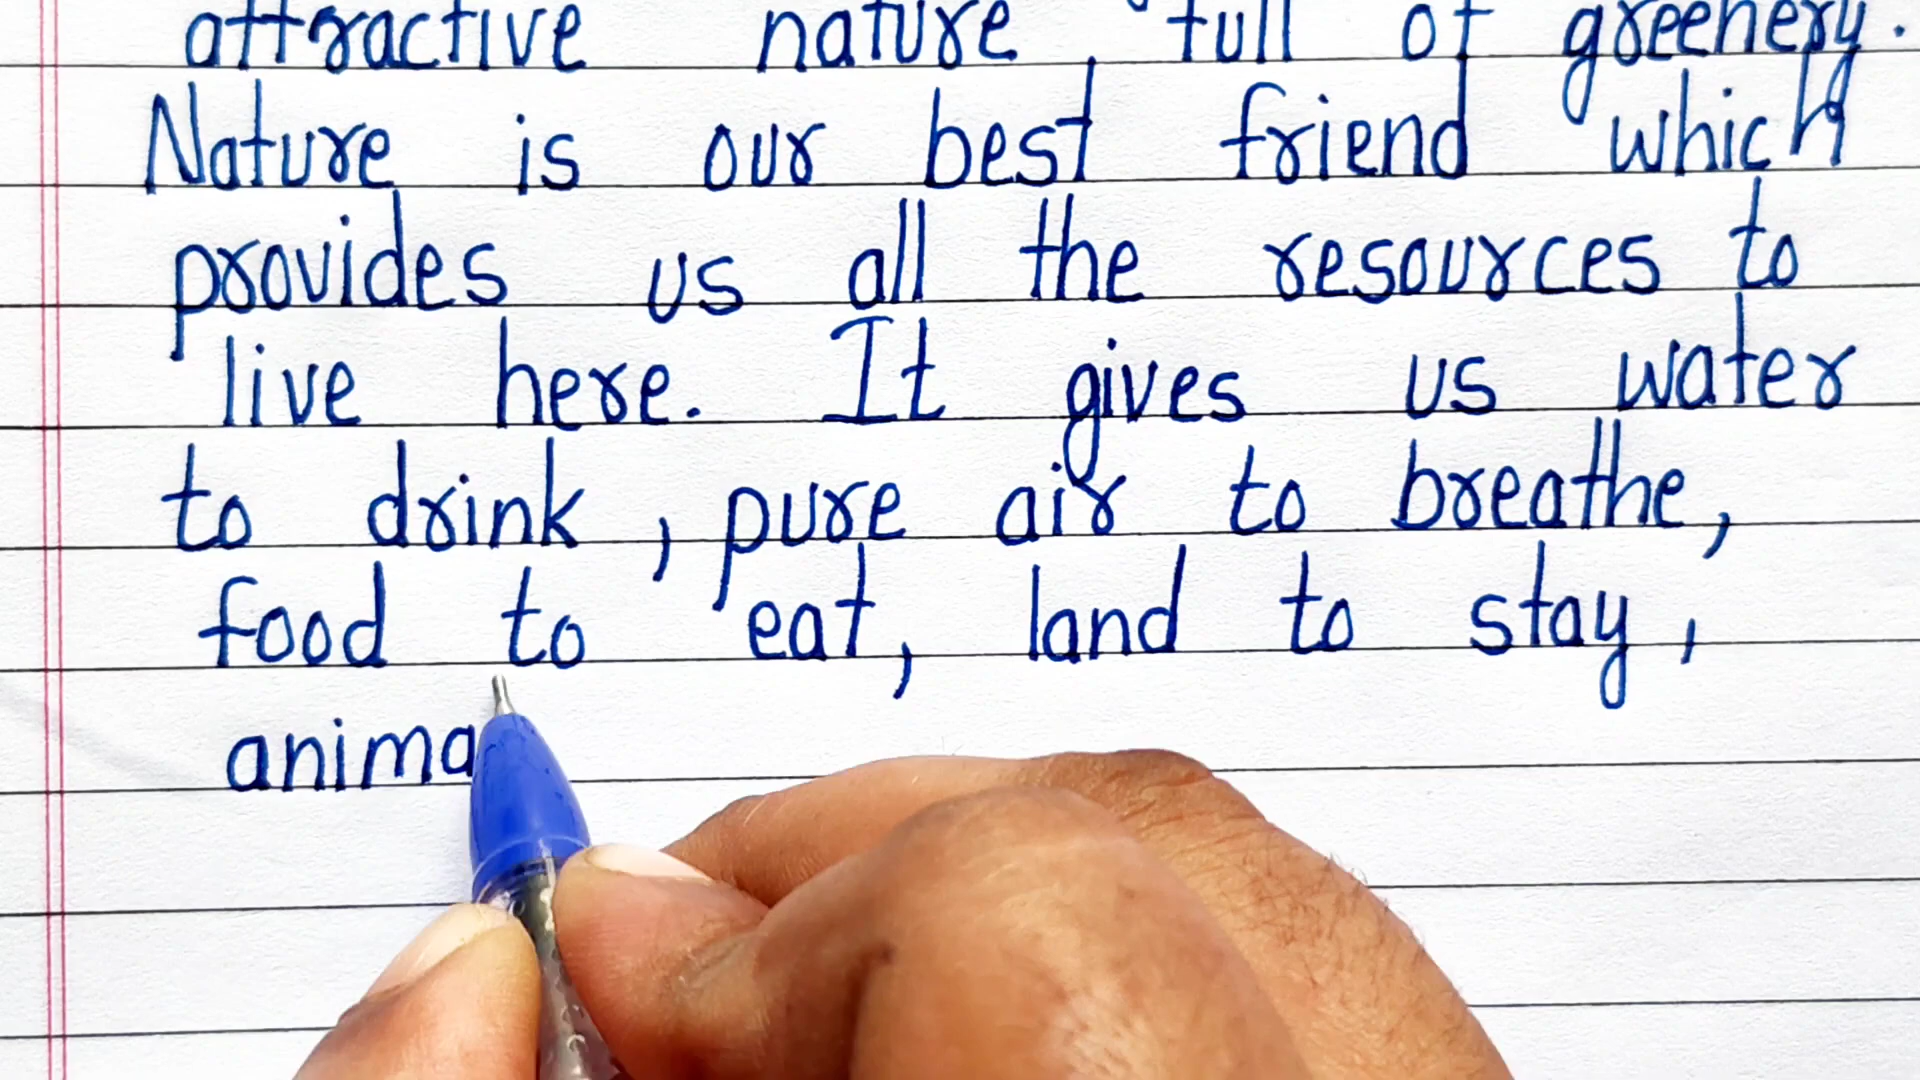 attractive nature, full of greenery.
Nature is our best friend which
provides us all the resources to
live here. It gives us water
to drink, pure air to breathe,
food to eat, land to stay,
anima